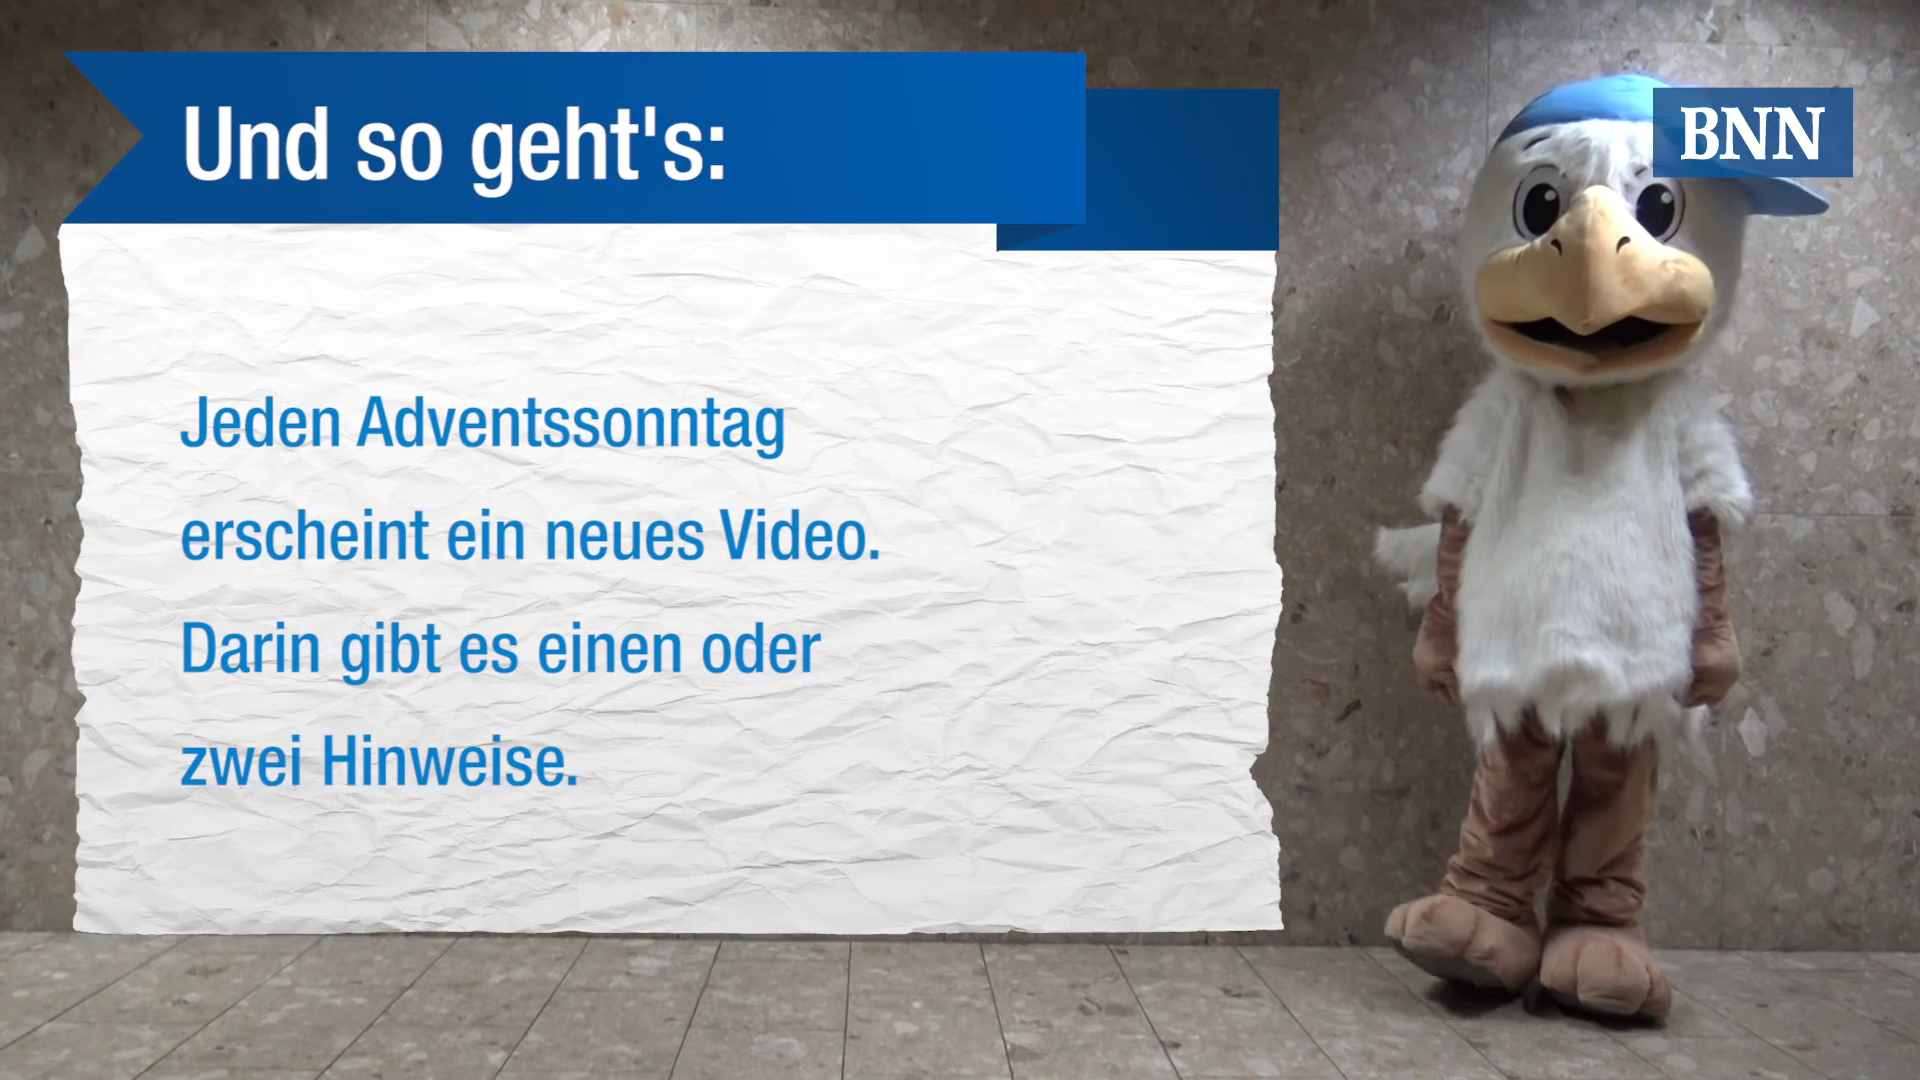 Und so geht's:
BNN
Jeden Adventssonntag
erscheint ein neues Video.
Darin gibt es einen oder
zwei Hinweise.